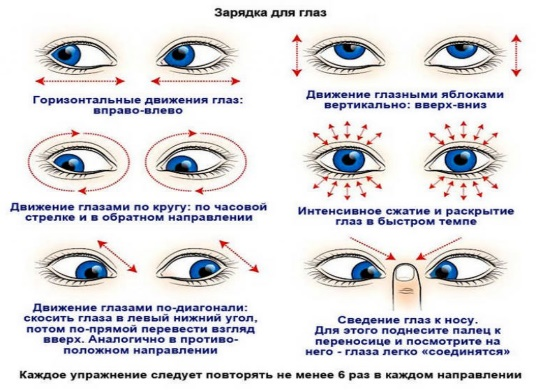 Зарядка для глаз
Горизонтальные движения глаз:
вправо-влево
Движение глазными яблоками
вертикально: вверх-вниз
Движение глазами по кругу: по часовой
стрелке и в обратном направлении
Интенсивное сжатие и раскрытие
глаз в быстром темпе
Движение глазами по-диагонали:
скосить глаза в левый нижний угол,
потом по-прямой перевести взгляд
вверх. Аналогично в противо-
положном направлении
Сведение глаз к носу.
Для этого поднесите палец к
переносице и посмотрите на
него - глаза легко «соединятся»
Каждое упражнение следует повторять не менее 6 раз в каждом направлении